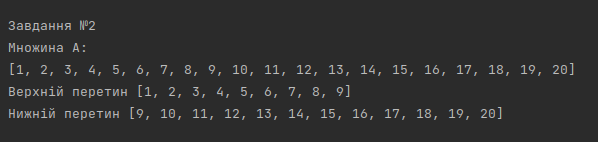 Завдання №2
Множина А:
[1, 2, 3, 4, 5, 6, 7, 8, 9, 10, 11, 12, 13, 14, 15, 16, 17, 18, 19, 20]
Верхній перетин [1, 2, 3, 4, 5, 6, 7, 8, 9]
Нижній перетин [9, 10, 11, 12, 13, 14, 15, 16, 17, 18, 19, 20]